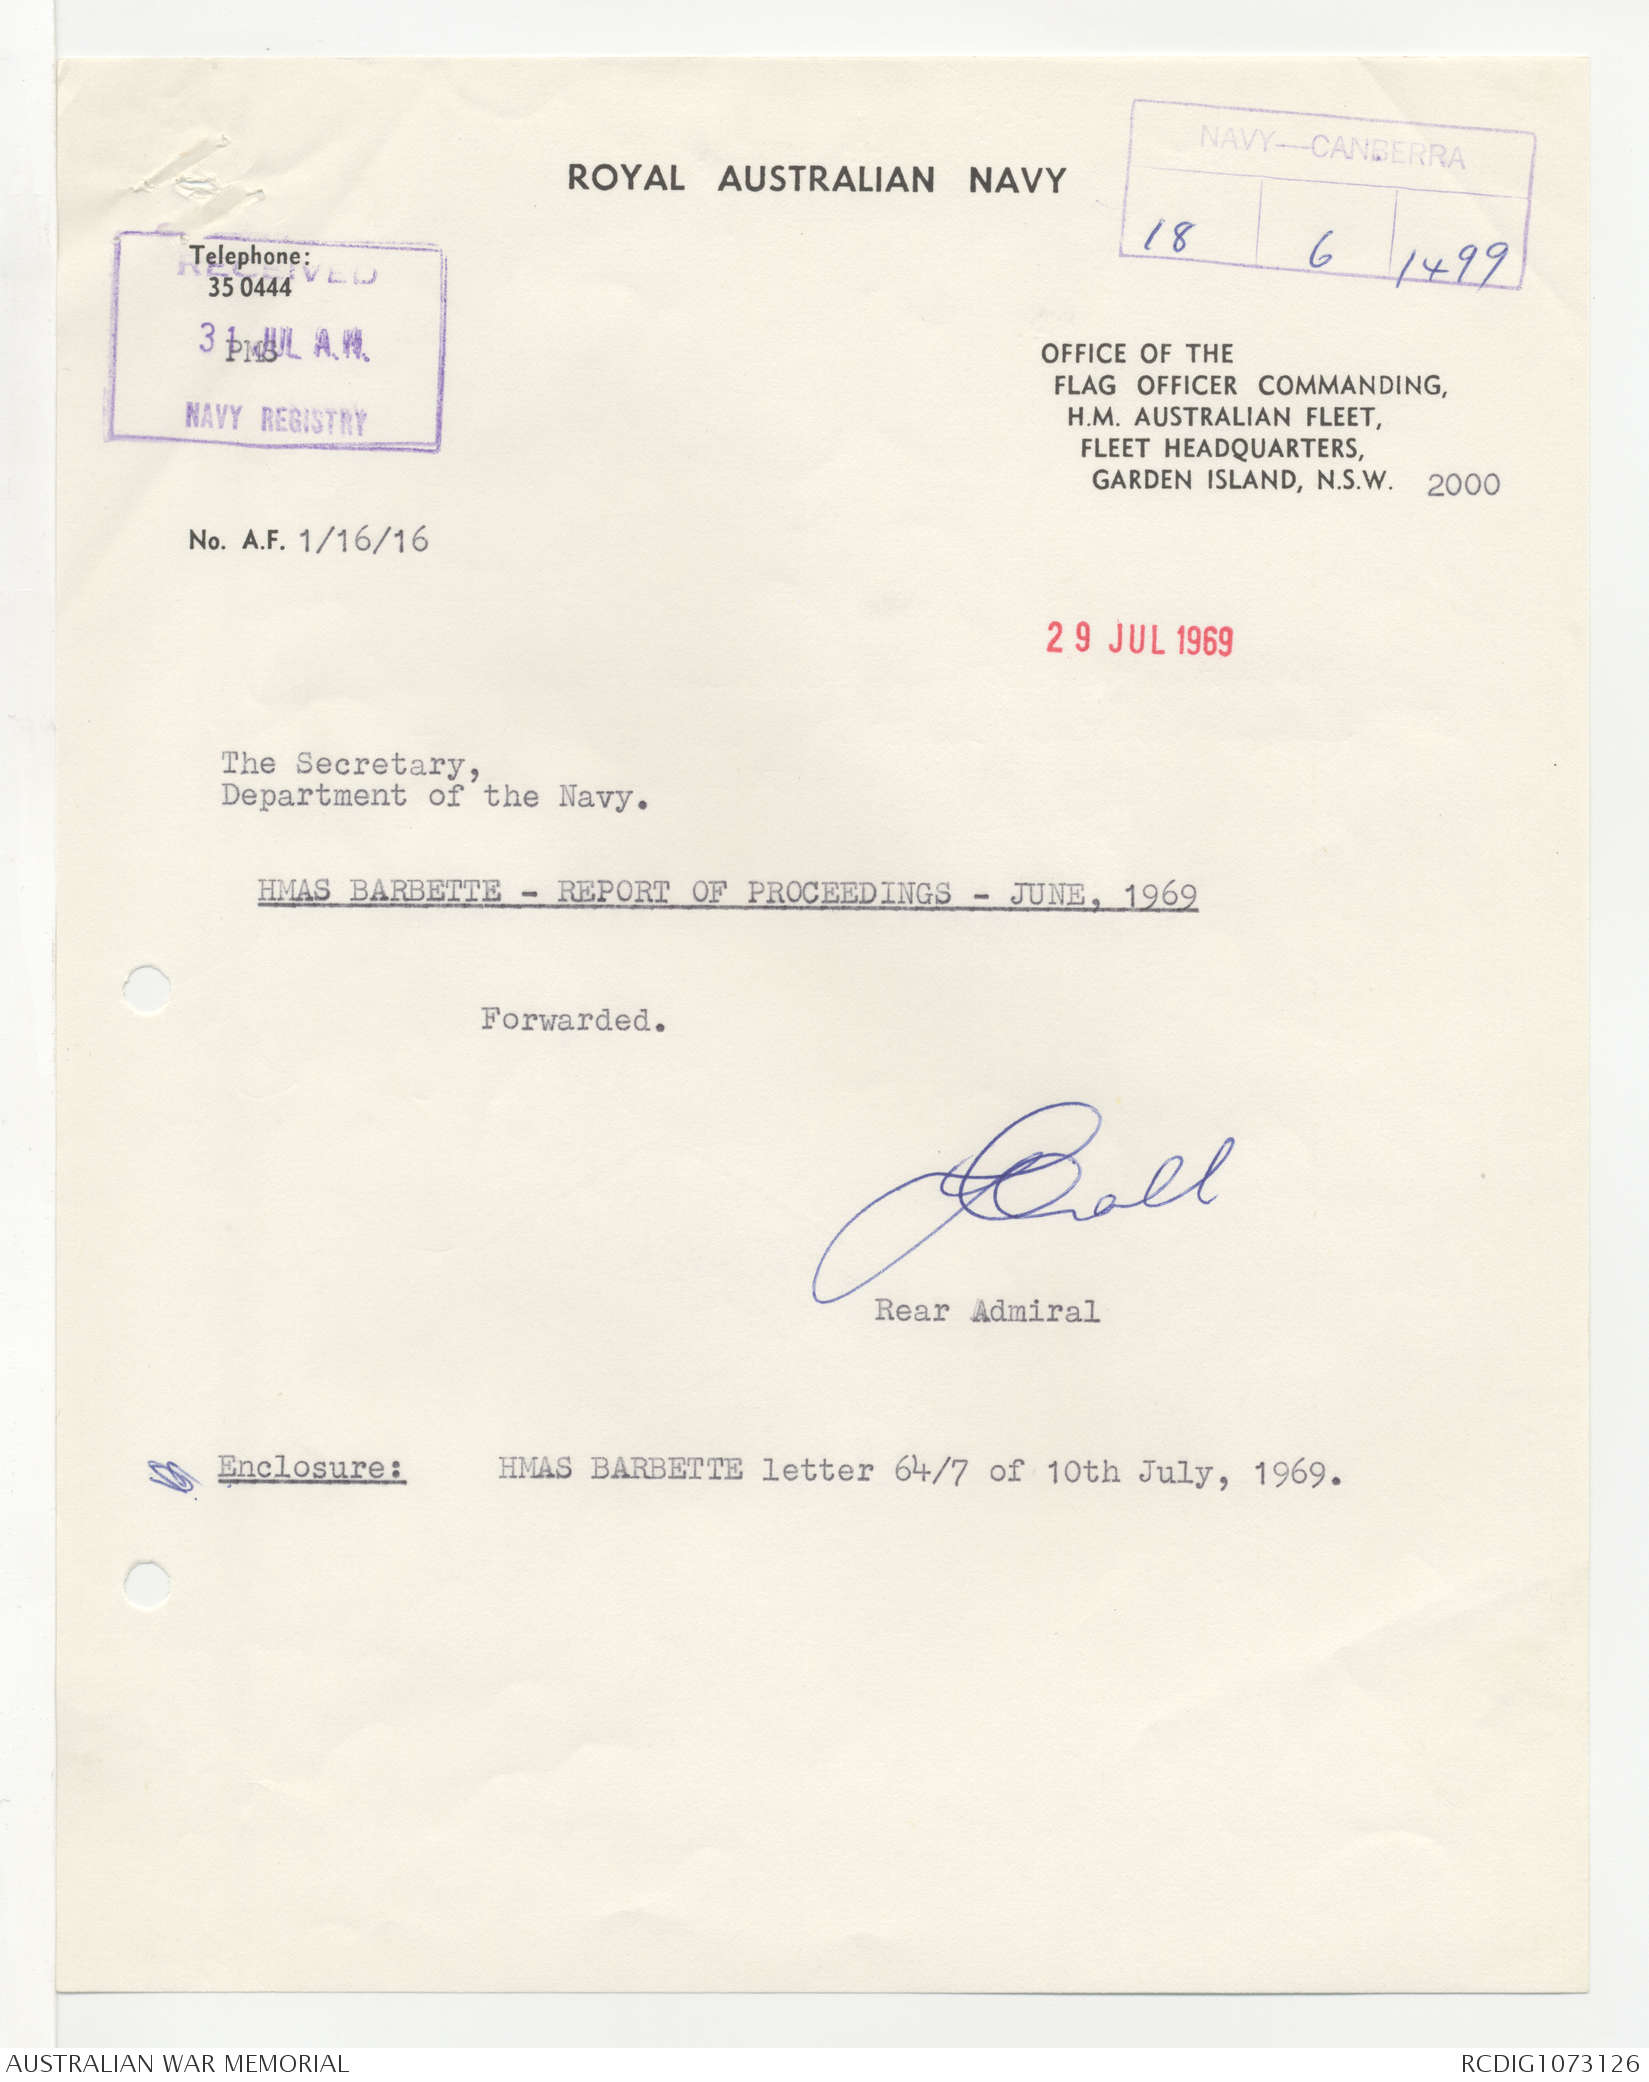 ROYAL AUSTRALIAN NAVY
NAVY—CANBERRA
18 6 1499
Telephone:
35 0444
PMS
RECEIVED
31 JUL A.M.
NAVY REGISTRY
OFFICE OF THE
FLAG OFFICER COMMANDING,
H.M. AUSTRALIAN FLEET,
FLEET HEADQUARTERS,
GARDEN ISLAND, N.S.W. 2000
No. A.F. 1/16/16
29 JUL 1969
The Secretary,
Department of the Navy.
HMAS BARBETTE - REPORT OF PROCEEDINGS - JUNE, 1969
Forwarded.
Rear Admiral
Enclosure: HMAS BARBETTE letter 64/7 of 10th July, 1969.
AUSTRALIAN WAR MEMORIAL
RCDIG1073126